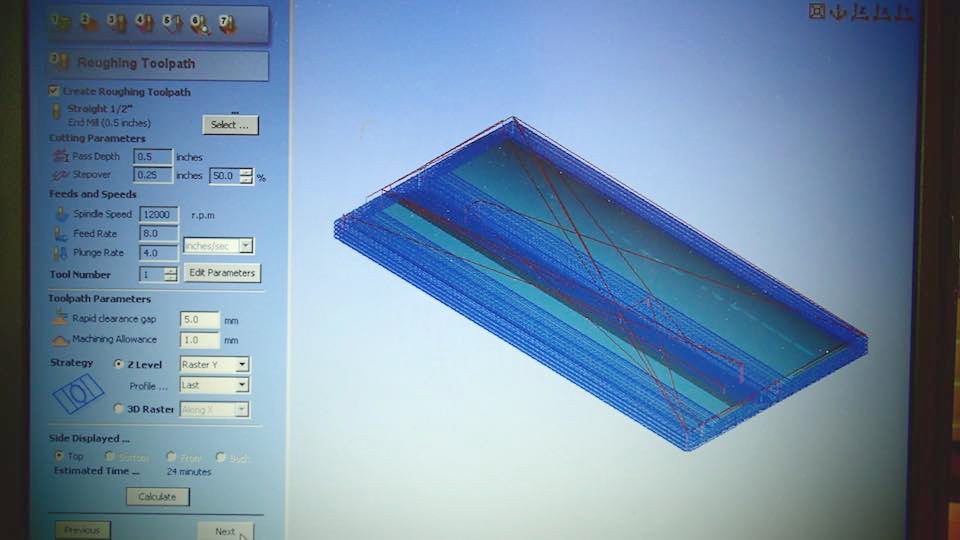 1 2 3 4 5 6 7
3 Roughing Toolpath
Create Roughing Toolpath
Straight 1/2"
End Mill (0.5 inches)
Select ...
Cutting Parameters
Pass Depth 0.5 inches
Stepover 0.25 inches 50.0 %
Feeds and Speeds
Spindle Speed 12000 r.p.m
Feed Rate 8.0
inches/sec
Plunge Rate 4.0
Tool Number 1 Edit Parameters
Toolpath Parameters
Rapid clearance gap 5.0 mm
Machining Allowance 1.0 mm
Strategy Z Level Raster Y
Profile ... Last
3D Raster Along X
Side Displayed ...
Top Bottom Front Back
Estimated Time ... 24 minutes
Calculate
Previous Next